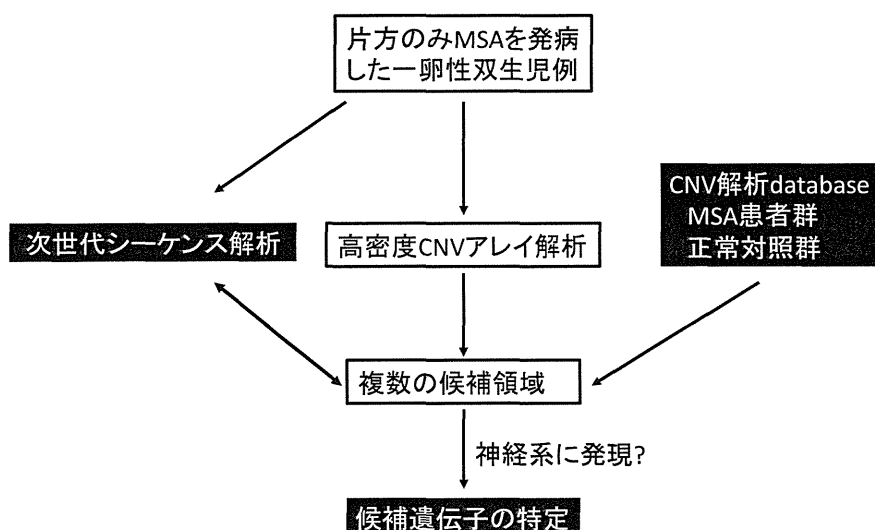 片方のみMSAを発病
した一卵性双生児例
CNV解析database
MSA患者群
正常対照群
次世代シーケンス解析
高密度CNVアレイ解析
複数の候補領域
神経系に発現?
候補遺伝子の特定